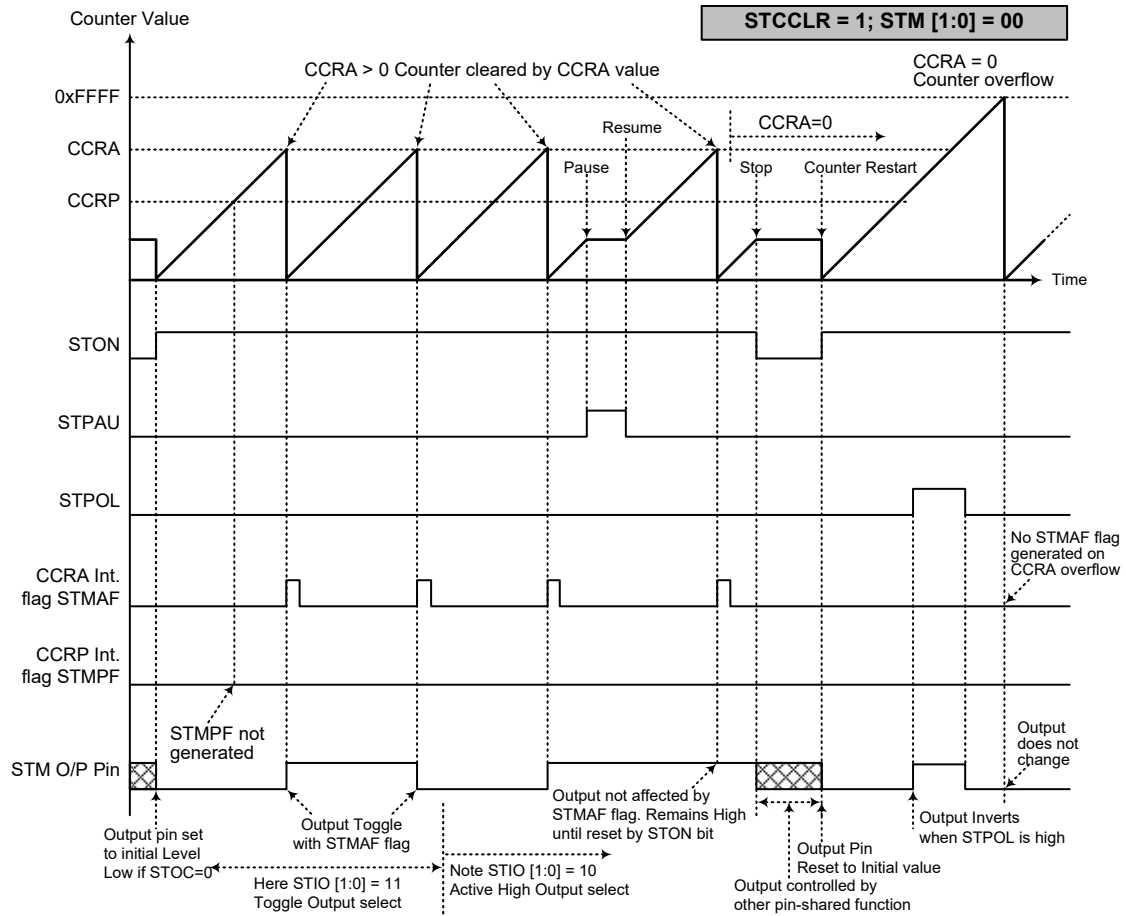 Counter Value
STCCLR = 1; STM [1:0] = 00
CCRA > 0 Counter cleared by CCRA value
CCRA = 0
Counter overflow
0xFFFF
Resume
CCRA=0
CCRA
Pause
Stop
Counter Restart
CCRP
Time
STON
STPAU
STPOL
No STMAF flag
generated on
CCRA overflow
CCRA Int.
flag STMAF
CCRP Int.
flag STMPF
STMPF not
generated
Output
does not
change
STM O/P Pin
Output pin set
to initial Level
Low if STOC=0
Output Toggle
with STMAF flag
Here STIO [1:0] = 11
Toggle Output select
Note STIO [1:0] = 10
Active High Output select
Output not affected by
STMAF flag. Remains High
until reset by STON bit
Output Pin
Reset to Initial value
Output controlled by
other pin-shared function
Output Inverts
when STPOL is high